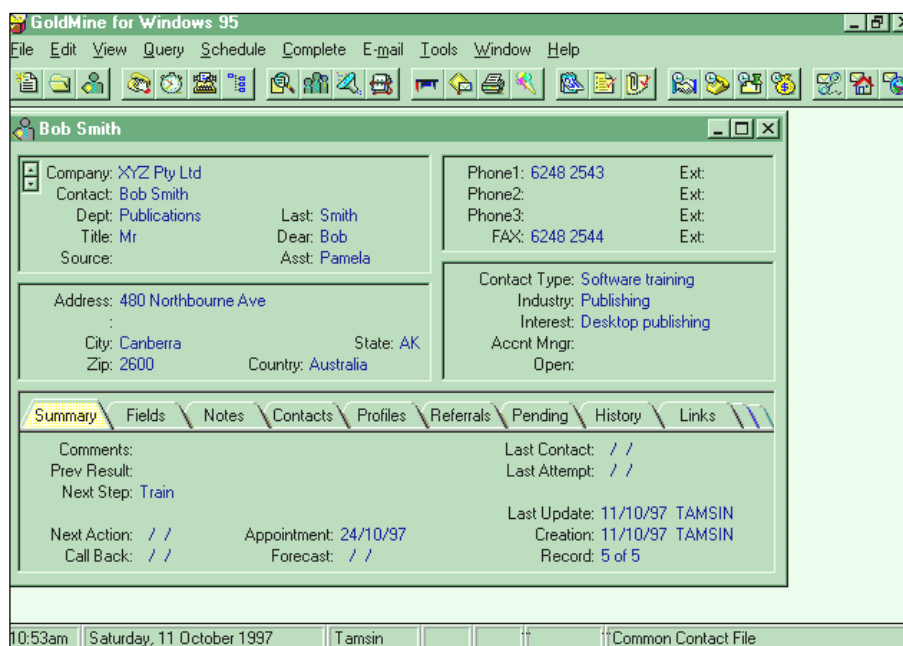 GoldMine for Windows 95
File Edit View Query Schedule Complete E-mail Tools Window Help
Bob Smith
Company: XYZ Pty Ltd
Contact: Bob Smith
Dept: Publications Last: Smith
Title: Mr Dear: Bob
Source: Asst: Pamela
Phone1: 6248 2543 Ext:
Phone2: Ext:
Phone3: Ext:
FAX: 6248 2544 Ext:
Address: 480 Northbourne Ave
:
City: Canberra State: AK
Zip: 2600 Country: Australia
Contact Type: Software training
Industry: Publishing
Interest: Desktop publishing
Accnt Mngr:
Open:
Summary Fields Notes Contacts Profiles Referrals Pending History Links
Comments: Last Contact: / /
Prev Result: Last Attempt: / /
Next Step: Train
Last Update: 11/10/97 TAMSIN
Next Action: / / Appointment: 24/10/97 Creation: 11/10/97 TAMSIN
Call Back: / / Forecast: / / Record: 5 of 5
10:53am Saturday, 11 October 1997 Tamsin Common Contact File